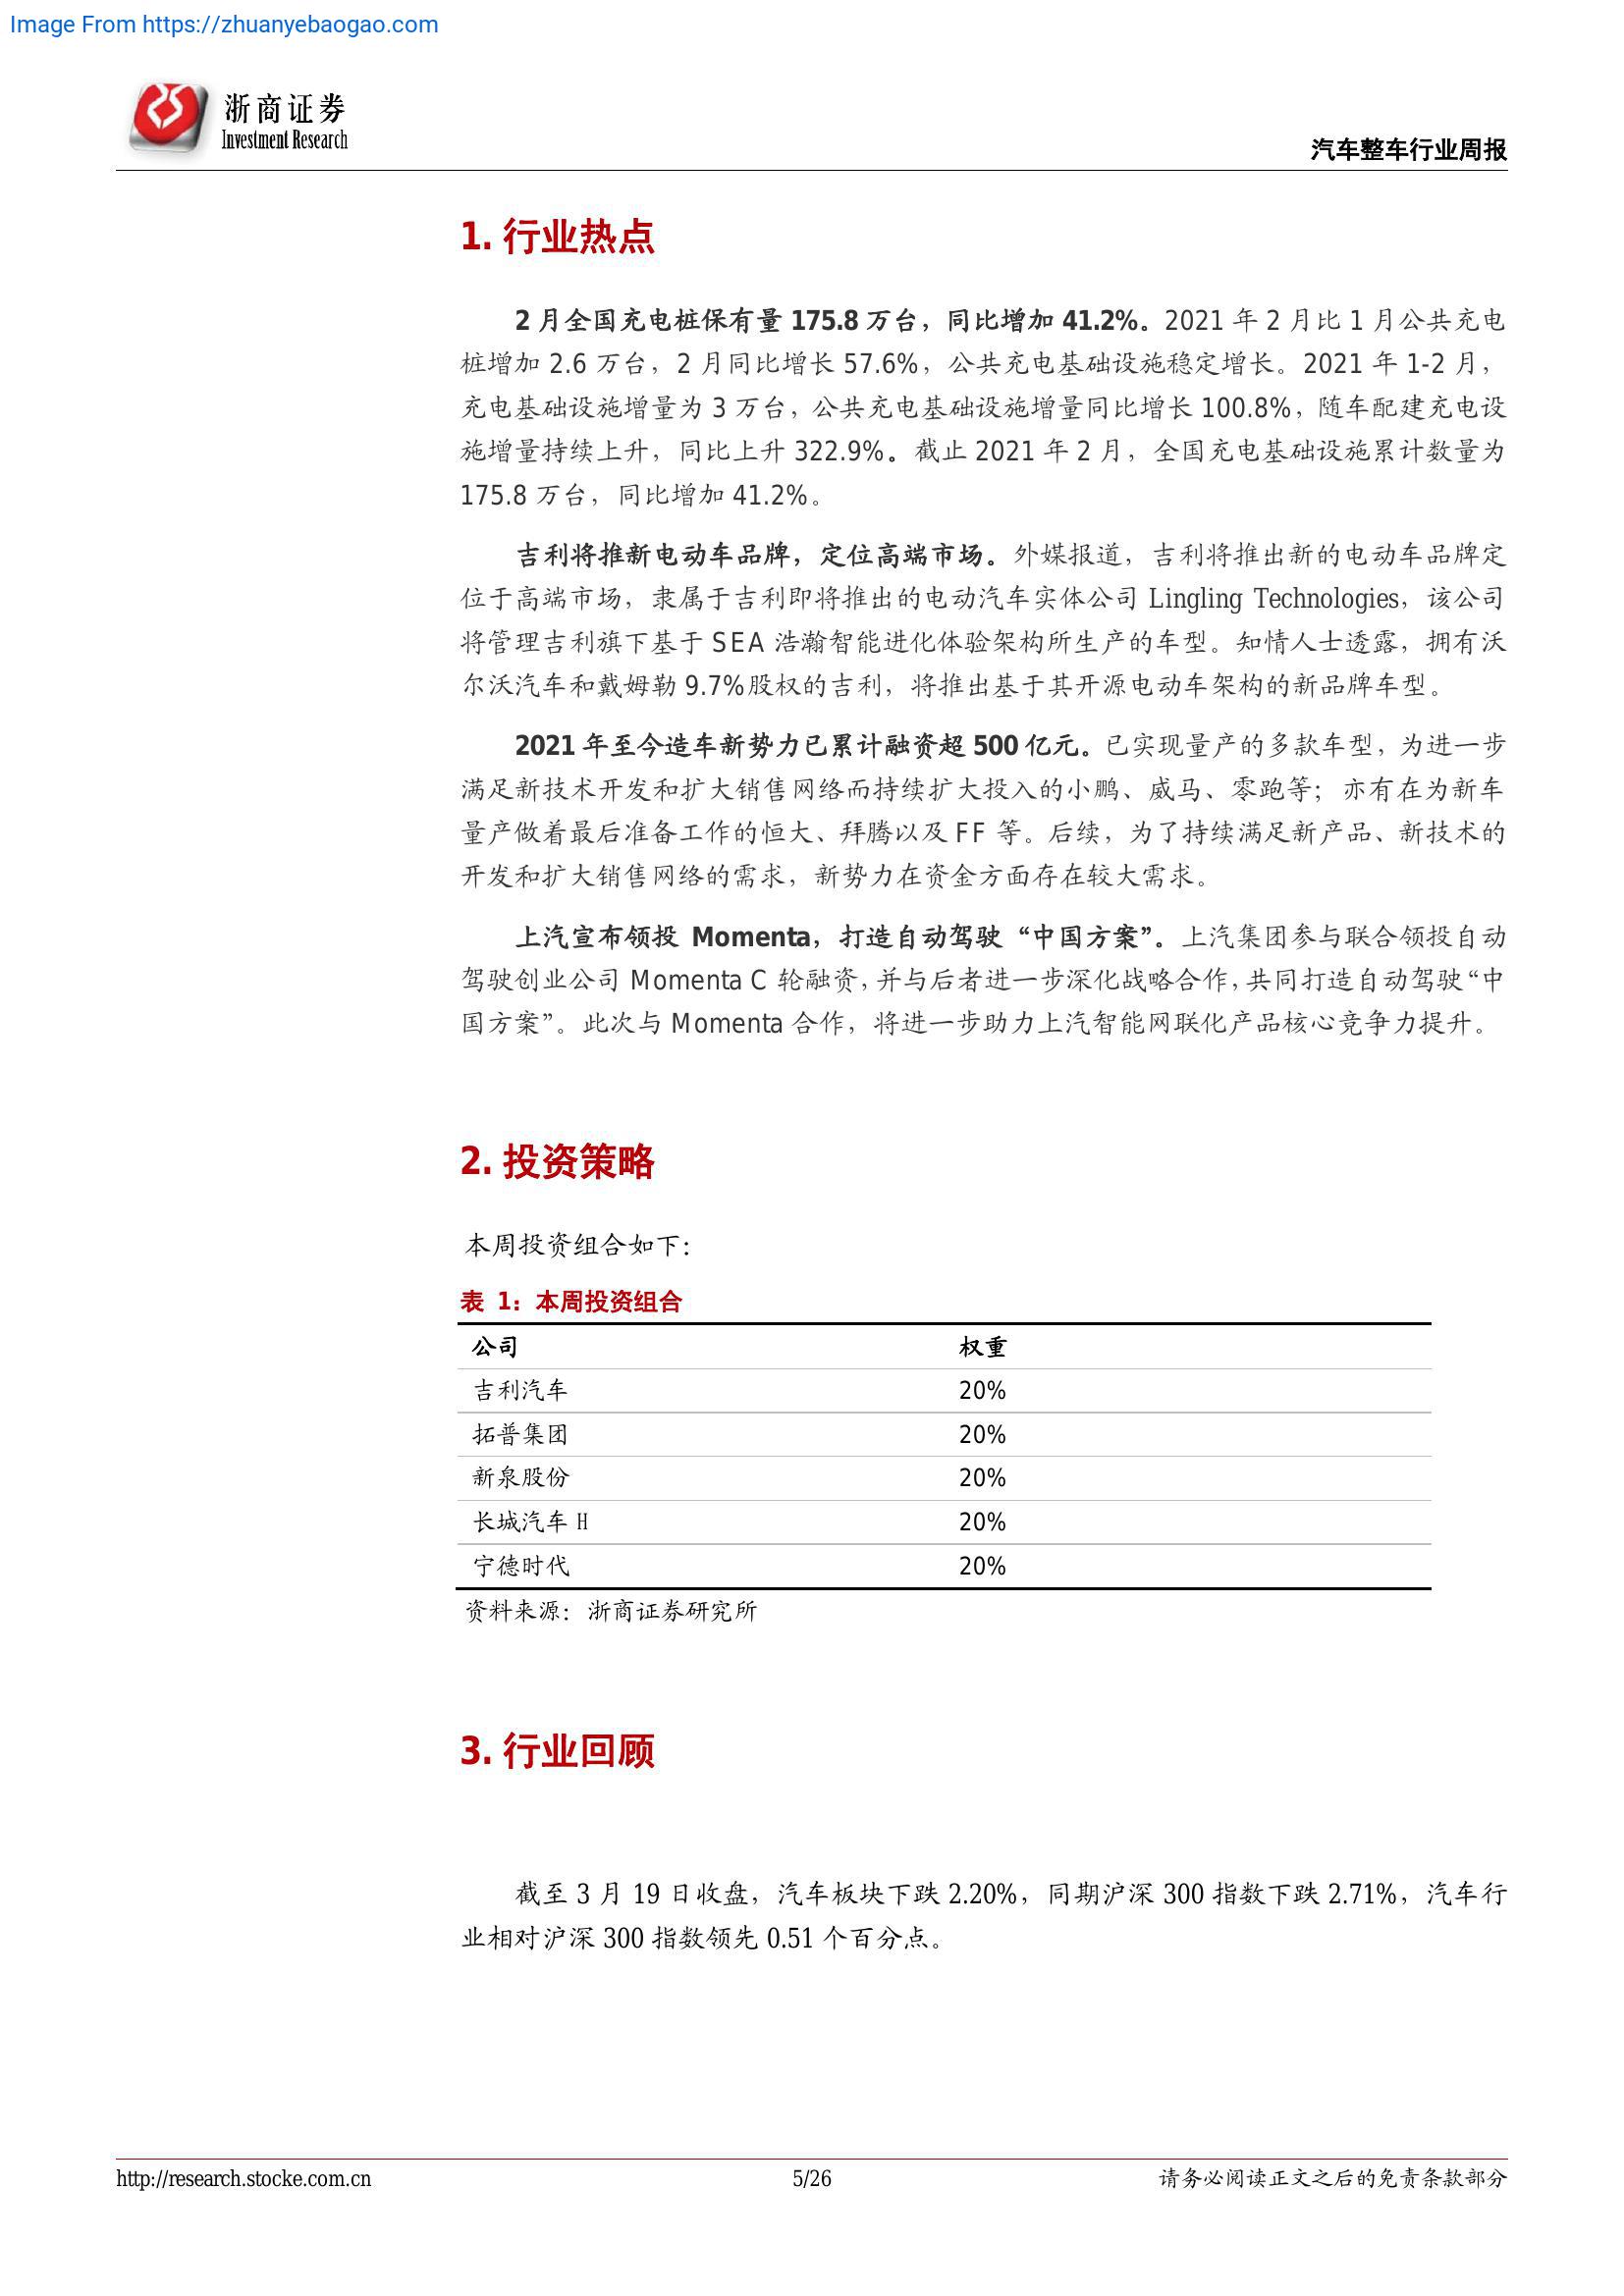 Image From https://zhuanyebaogao.com
浙商证券
Investment Research
汽车整车行业周报
1. 行业热点
2 月全国充电桩保有量 175.8 万台，同比增加 41.2%。2021 年 2 月比 1 月公共充电
桩增加 2.6 万台，2 月同比增长 57.6%，公共充电基础设施稳定增长。2021 年 1-2 月，
充电基础设施增量为 3 万台，公共充电基础设施增量同比增长 100.8%，随车配建充电设
施增量持续上升，同比上升 322.9%。截止 2021 年 2 月，全国充电基础设施累计数量为
175.8 万台，同比增加 41.2%。
吉利将推新电动车品牌，定位高端市场。外媒报道，吉利将推出新的电动车品牌定
位于高端市场，隶属于吉利即将推出的电动汽车实体公司 Lingling Technologies，该公司
将管理吉利旗下基于 SEA 浩瀚智能进化体验架构所生产的车型。知情人士透露，拥有沃
尔沃汽车和戴姆勒 9.7%股权的吉利，将推出基于其开源电动车架构的新品牌车型。
2021 年至今造车新势力已累计融资超 500 亿元。已实现量产的多款车型，为进一步
满足新技术开发和扩大销售网络而持续扩大投入的小鹏、威马、零跑等；亦有在为新车
量产做着最后准备工作的恒大、拜腾以及 FF 等。后续，为了持续满足新产品、新技术的
开发和扩大销售网络的需求，新势力在资金方面存在较大需求。
上汽宣布领投 Momenta，打造自动驾驶“中国方案”。上汽集团参与联合领投自动
驾驶创业公司 Momenta C 轮融资，并与后者进一步深化战略合作，共同打造自动驾驶“中
国方案”。此次与 Momenta 合作，将进一步助力上汽智能网联化产品核心竞争力提升。
2. 投资策略
本周投资组合如下：
表 1：本周投资组合
公司 权重
吉利汽车 20%
拓普集团 20%
新泉股份 20%
长城汽车 H 20%
宁德时代 20%
资料来源：浙商证券研究所
3. 行业回顾
截至 3 月 19 日收盘，汽车板块下跌 2.20%，同期沪深 300 指数下跌 2.71%，汽车行
业相对沪深 300 指数领先 0.51 个百分点。
http://research.stocke.com.cn 5/26 请务必阅读正文之后的免责条款部分